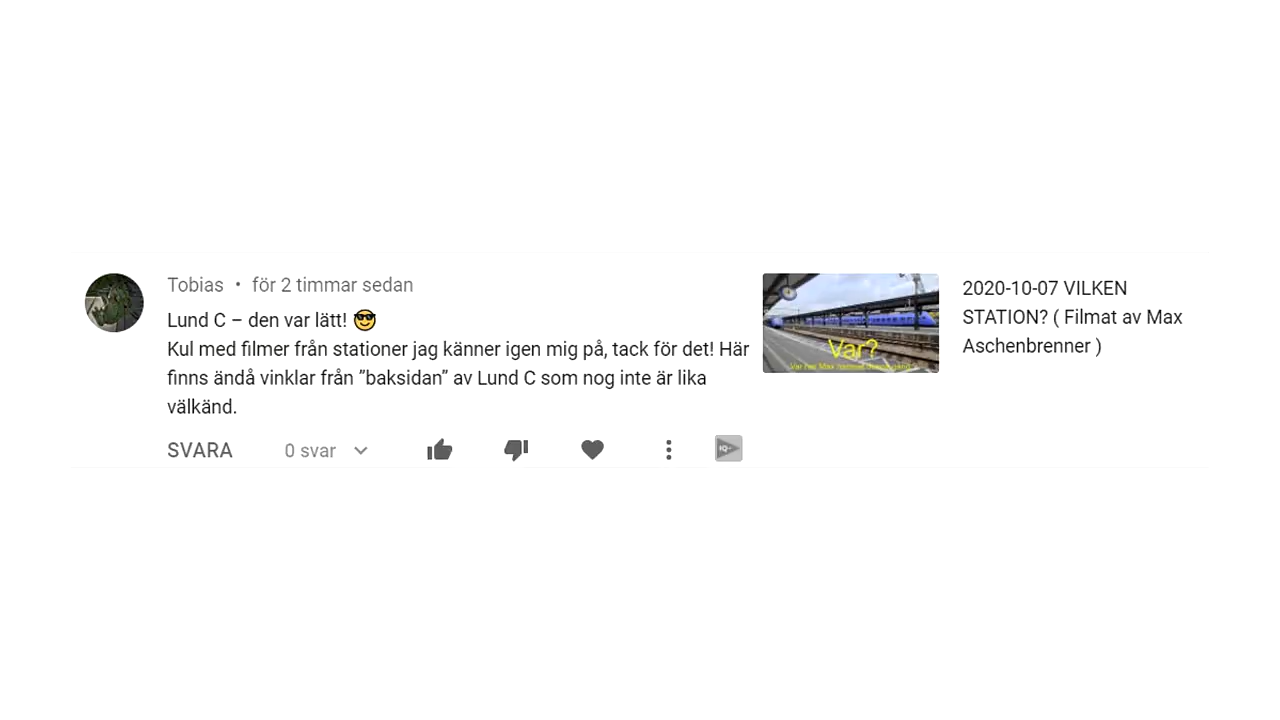 Tobias • för 2 timmar sedan
Lund C – den var lätt! 😎
Kul med filmer från stationer jag känner igen mig på, tack för det! Här
finns ändå vinklar från ”baksidan” av Lund C som nog inte är lika
välkänd.
SVARA 0 svar
Var?
2020-10-07 VILKEN
STATION? ( Filmat av Max
Aschenbrenner )